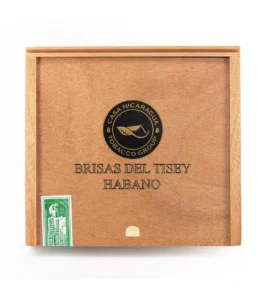 CASA NICARAGUA
TOBACCO GROUP
BRISAS DEL TISEY
HABANO